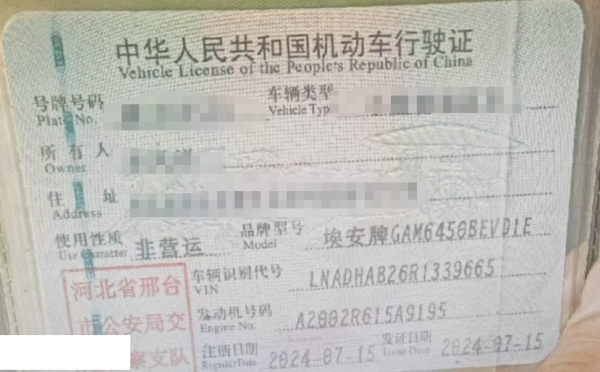 中华人民共和国机动车行驶证
Vehicle License of the People's Republic of China
号牌号码 车辆类型
Plate No. Vehicle Type
所有人
Owner
住址
Address
使用性质 非营运 品牌型号 埃安牌GAM6450BEVD1E
Use Character Model
车辆识别代号 LNADHAB26R1339665
VIN
河北省邢台
发动机号码 A2002R615A9195
Engine No.
市公安局交
注册日期 2024-07-15 发证日期 2024-07-15
Register Date Issue Date
察支队